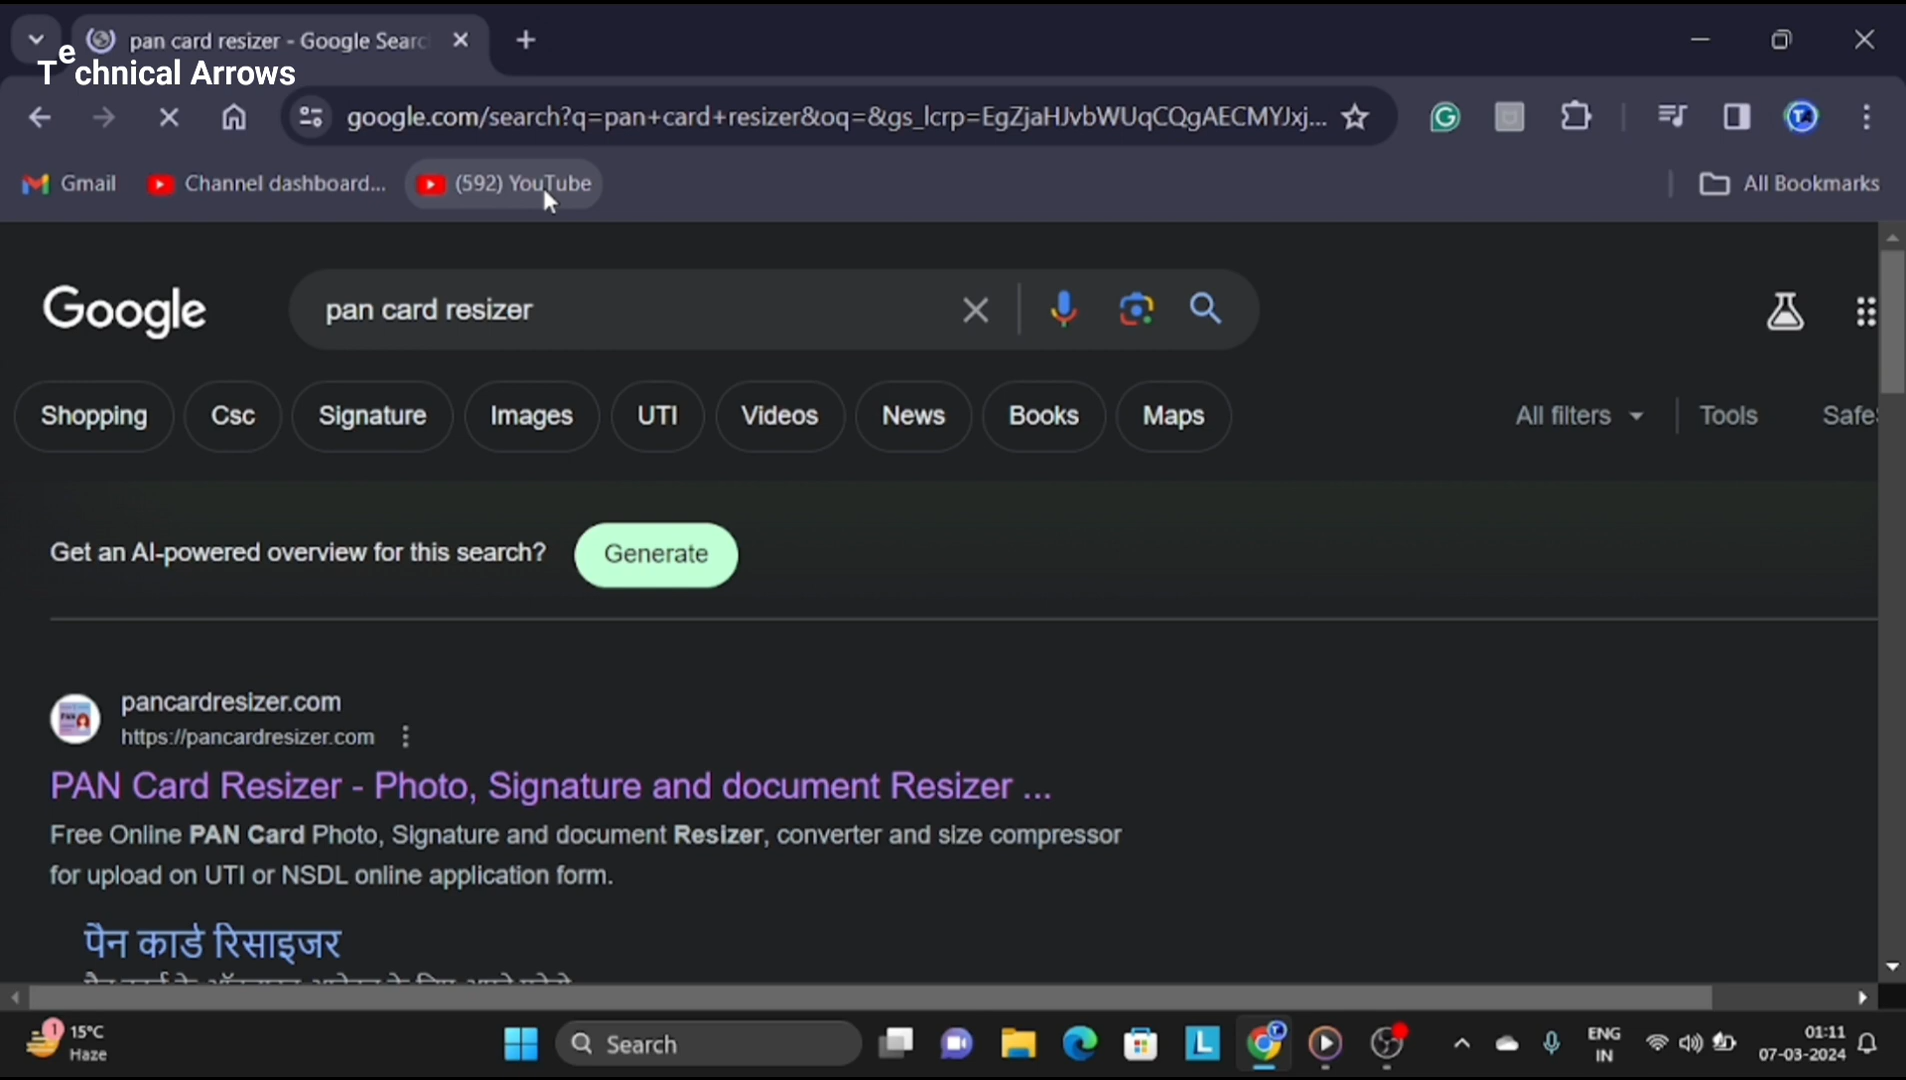 pan card resizer - Google Searc
Technical Arrows
google.com/search?q=pan+card+resizer&oq=&gs_lcrp=EgZjaHJvbWUqCQgAECMYJxj...
Gmail
Channel dashboard...
(592) YouTube
All Bookmarks
Google
pan card resizer
Shopping
Csc
Signature
Images
UTI
Videos
News
Books
Maps
All filters
Tools
Safe
Get an AI-powered overview for this search?
Generate
pancardresizer.com
https://pancardresizer.com
PAN Card Resizer - Photo, Signature and document Resizer ...
Free Online PAN Card Photo, Signature and document Resizer, converter and size compressor
for upload on UTI or NSDL online application form.
पैन कार्ड रिसाइजर
1
15°C
Haze
Search
ENG
IN
01:11
07-03-2024